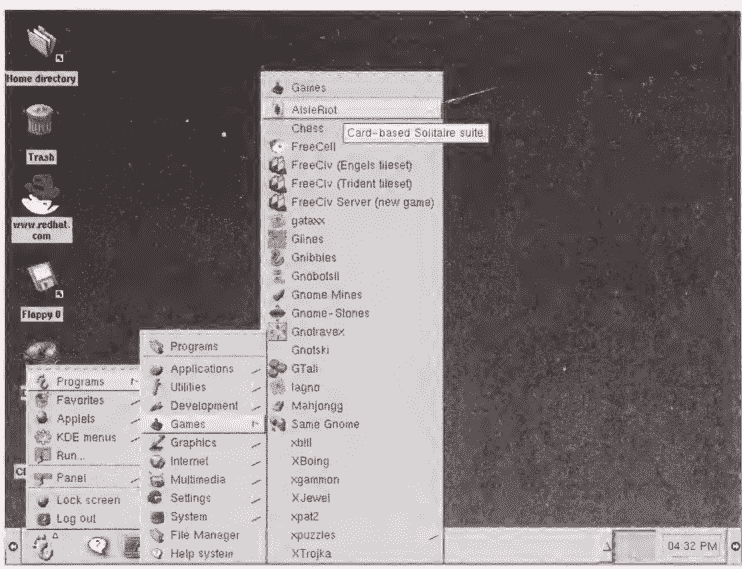 Home directory
Trash
www.redhat.
com
Floppy 0
Programs
Favorites
Applets
KDE menus
Run...
Panel
Lock screen
Log out
Programs
Applications
Utilities
Development
Games
Graphics
Internet
Multimedia
Settings
System
File Manager
Help system
Games
AisleRiot
Card-based Solitaire suite
Chess
FreeCell
FreeCiv (Engels tileset)
FreeCiv (Trident tileset)
FreeCiv Server (new game)
gataxx
Glines
Gnibbles
Gnobotsii
Gnome Mines
Gnome-Stones
Gnotravex
Gnotski
GTali
Iagno
Mahjongg
Same Gnome
xbill
XBoing
xgammon
XJewel
xpat2
xpuzzles
XTrojka
04:32 PM